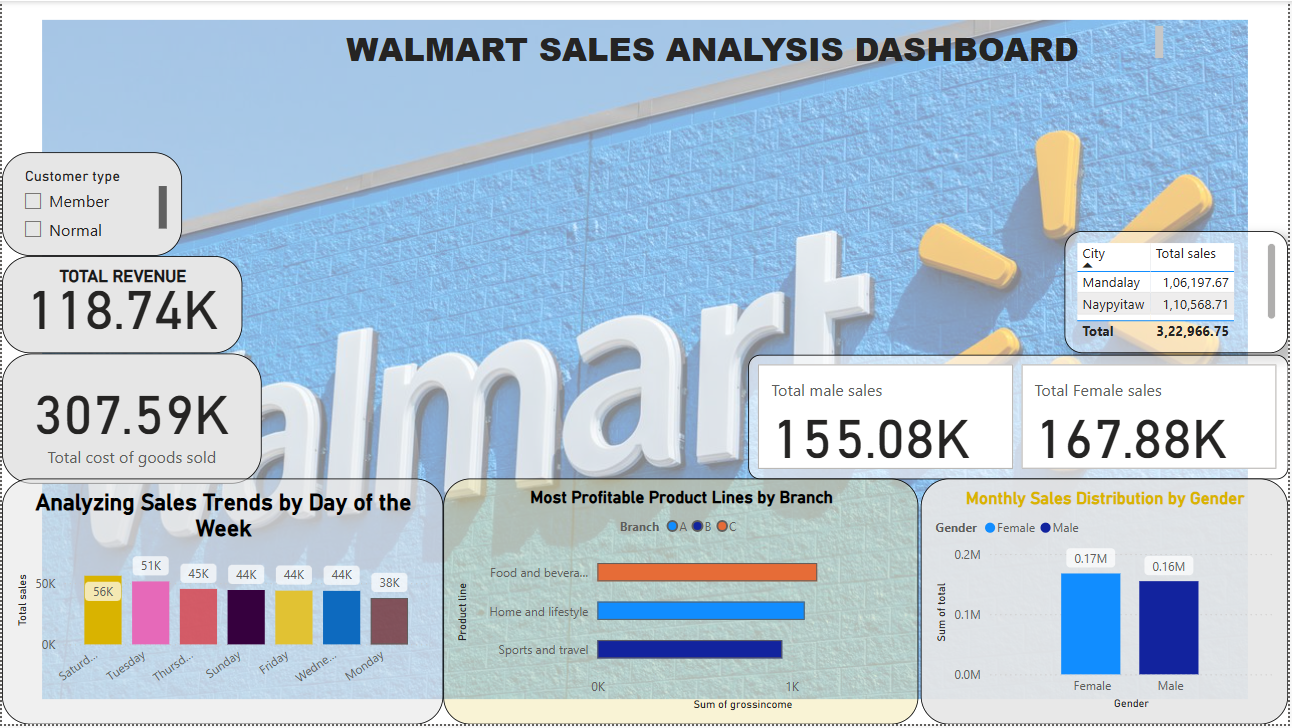 WALMART SALES ANALYSIS DASHBOARD
Customer type
Member
Normal
TOTAL REVENUE
118.74K
307.59K
Total cost of goods sold
Walmart
City Total sales
Mandalay 1,06,197.67
Naypyitaw 1,10,568.71
Total 3,22,966.75
Total male sales
155.08K
Total Female sales
167.88K
Analyzing Sales Trends by Day of the
Week
Total sales
50K
0K
56K
51K
45K
44K
44K
44K
38K
Saturd...
Tuesday
Thursd...
Sunday
Friday
Wedne...
Monday
Most Profitable Product Lines by Branch
Branch A B C
Product line
Food and bevera...
Home and lifestyle
Sports and travel
0K 1K
Sum of grossincome
Monthly Sales Distribution by Gender
Gender Female Male
Sum of total
0.2M
0.1M
0.0M
0.17M
0.16M
Female Male
Gender